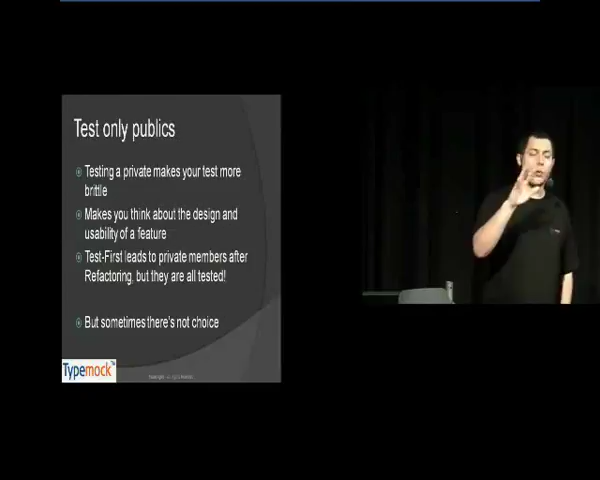 Test only publics
Testing a private makes your test more
brittle
Makes you think about the design and
usability of a feature
Test-First leads to private members after
Refactoring, but they are all tested!
But sometimes there's not choice
Typemock